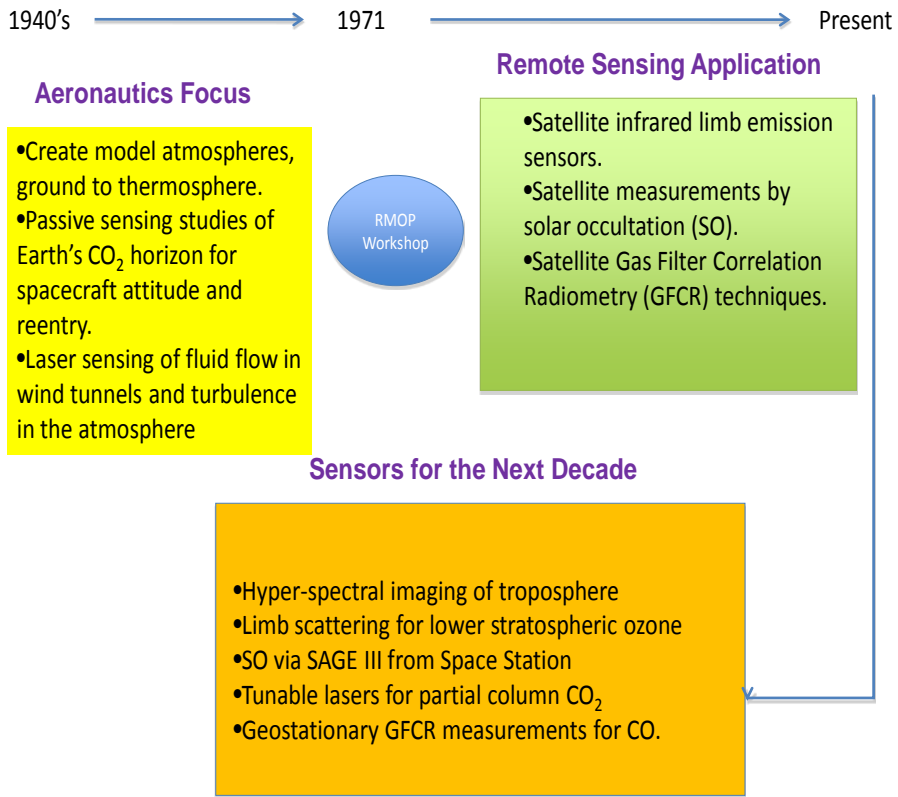 1940’s 1971 Present
Aeronautics Focus
•Create model atmospheres,
ground to thermosphere.
•Passive sensing studies of
Earth’s CO₂ horizon for
spacecraft attitude and
reentry.
•Laser sensing of fluid flow in
wind tunnels and turbulence
in the atmosphere
RMOP
Workshop
Remote Sensing Application
•Satellite infrared limb emission
sensors.
•Satellite measurements by
solar occultation (SO).
•Satellite Gas Filter Correlation
Radiometry (GFCR) techniques.
Sensors for the Next Decade
•Hyper-spectral imaging of troposphere
•Limb scattering for lower stratospheric ozone
•SO via SAGE III from Space Station
•Tunable lasers for partial column CO₂
•Geostationary GFCR measurements for CO.